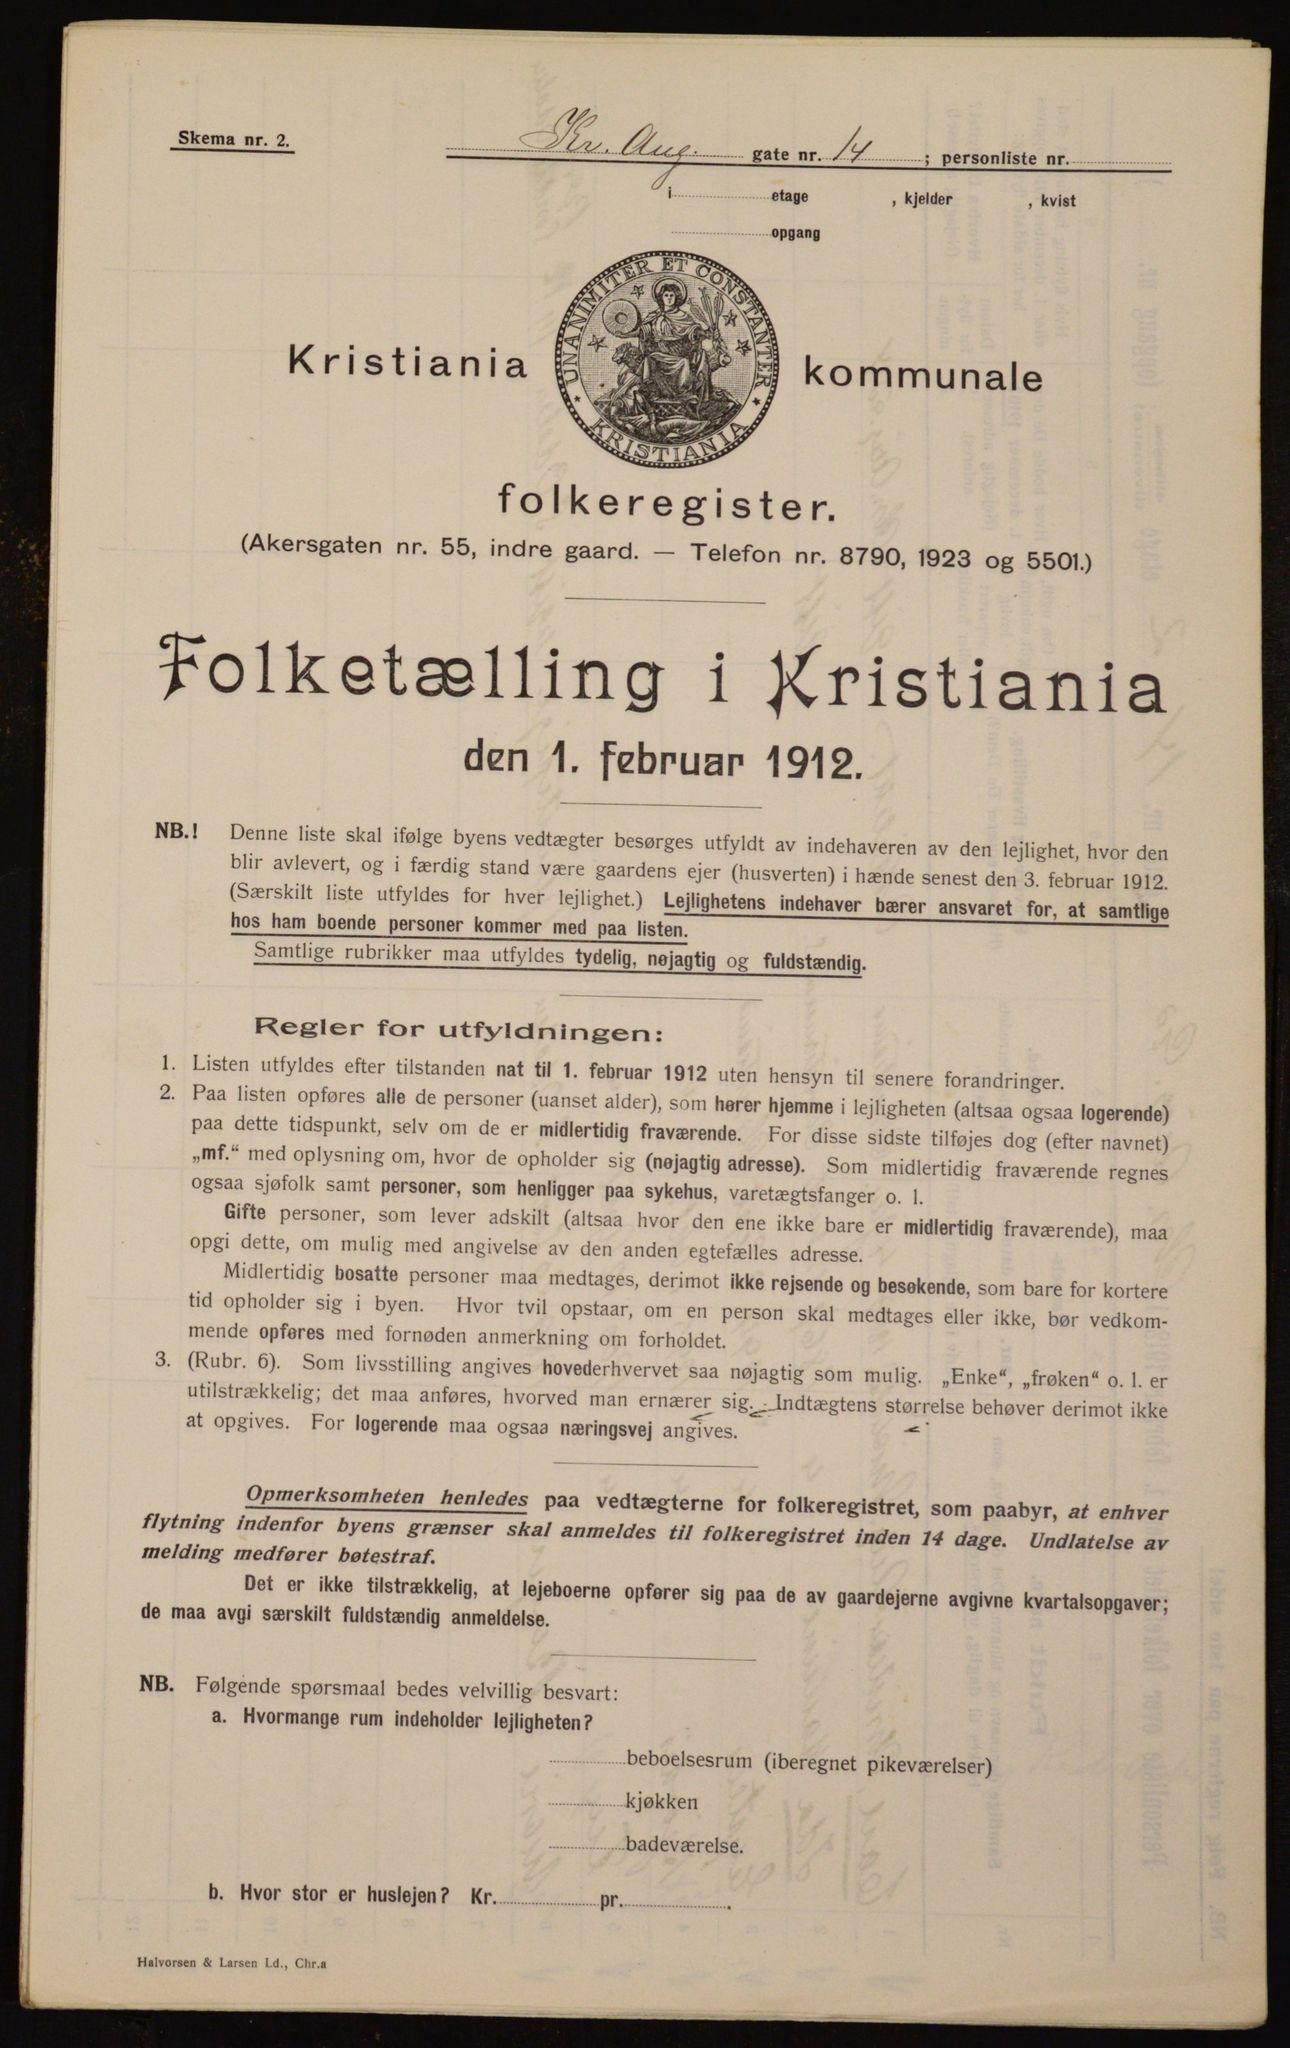 Skema nr. 2.
Kr. Aug. gate nr. 14; personliste nr.
i etage, kjelder, kvist
opgang
UNANIMITER ET CONSTANTER
KRISTIANIA
Kristiania kommunale
folkeregister.
(Akersgaten nr. 55, indre gaard. — Telefon nr. 8790, 1923 og 5501.)
Folketælling i Kristiania
den 1. februar 1912.
NB.! Denne liste skal ifølge byens vedtægter besørges utfyldt av indehaveren av den lejlighet, hvor den
blir avlevert, og i færdig stand være gaardens ejer (husverten) i hænde senest den 3. februar 1912.
(Særskilt liste utfyldes for hver lejlighet.) Lejlighetens indehaver bærer ansvaret for, at samtlige
hos ham boende personer kommer med paa listen.
Samtlige rubrikker maa utfyldes tydelig, nøjagtig og fuldstændig.
Regler for utfyldningen:
1. Listen utfyldes efter tilstanden nat til 1. februar 1912 uten hensyn til senere forandringer.
2. Paa listen opføres alle de personer (uanset alder), som hører hjemme i lejligheten (altsaa ogsaa logerende)
paa dette tidspunkt, selv om de er midlertidig fraværende. For disse sidste tilføjes dog (efter navnet)
„mf.“ med oplysning om, hvor de opholder sig (nøjagtig adresse). Som midlertidig fraværende regnes
ogsaa sjøfolk samt personer, som henligger paa sykehus, varetægtsfanger o. l.
Gifte personer, som lever adskilt (altsaa hvor den ene ikke bare er midlertidig fraværende), maa
opgi dette, om mulig med angivelse av den anden egtefælles adresse.
Midlertidig bosatte personer maa medtages, derimot ikke rejsende og besøkende, som bare for kortere
tid opholder sig i byen. Hvor tvil opstaar, om en person skal medtages eller ikke, bør vedkom-
mende opføres med fornøden anmerkning om forholdet.
3. (Rubr. 6). Som livsstilling angives hovederhvervet saa nøjagtig som mulig. „Enke“, „frøken“ o. l. er
utilstrækkelig; det maa anføres, hvorved man ernærer sig. Indtægtens størrelse behøver derimot ikke
at opgives. For logerende maa ogsaa næringsvej angives.
Opmerksomheten henledes paa vedtægterne for folkeregistret, som paabyr, at enhver
flytning indenfor byens grænser skal anmeldes til folkeregistret inden 14 dage. Undlatelse av
melding medfører bøtestraf.
Det er ikke tilstrækkelig, at lejeboerne opfører sig paa de av gaardejerne avgivne kvartalsopgaver;
de maa avgi særskilt fuldstændig anmeldelse.
NB. Følgende spørsmaal bedes velvillig besvart:
a. Hvormange rum indeholder lejligheten?
beboelsesrum (iberegnet pikeværelser)
kjøkken
badeværelse.
b. Hvor stor er huslejen? Kr. pr.
Halvorsen & Larsen Ld., Chr.a